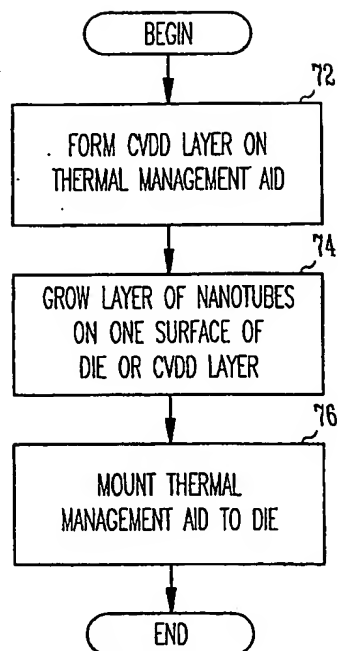 BEGIN
72
FORM CVDD LAYER ON
THERMAL MANAGEMENT AID
74
GROW LAYER OF NANOTUBES
ON ONE SURFACE OF
DIE OR CVDD LAYER
76
MOUNT THERMAL
MANAGEMENT AID TO DIE
END